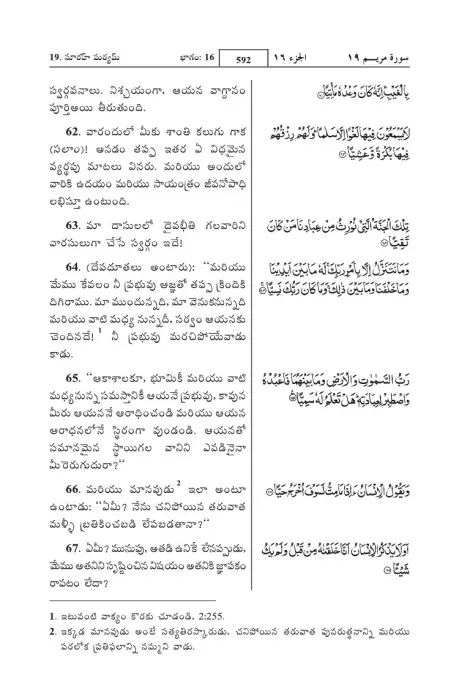 19. సూరహ్ మర్యమ్ భాగం: 16 592 الجزء ١٦ سورة مريم ١٩
స్వర్గవనాలు. నిశ్చయంగా, ఆయన వాగ్దానం
పూర్తిఅయి తీరుతుంది.
بِالْغَيْبِ إِنَّهُ كَانَ وَعْدُهُ مَأْتِيًّا
62. వారందులో మీకు శాంతి కలుగు గాక
(సలాం)! అనడం తప్ప ఇతర ఏ విధమైన
వ్యర్థపు మాటలు వినరు. మరియు అందులో
వారికి ఉదయం మరియు సాయంత్రం జీవనోపాధి
లభిస్తూ ఉంటుంది.
لَا يَسْمَعُونَ فِيهَا لَغْوًا إِلَّا سَلَامًا وَلَهُمْ رِزْقُهُمْ
فِيهَا بُكْرَةً وَعَشِيًّا
63. మా దాసులలో దైవభీతి గలవారిని
వారసులుగా చేసే స్వర్గం ఇదే!
تِلْكَ الْجَنَّةُ الَّتِي نُورِثُ مِنْ عِبَادِنَا مَنْ كَانَ
تَقِيًّا
64. (దేవదూతలు అంటారు): "మరియు
మేము కేవలం నీ ప్రభువు ఆజ్ఞతో తప్ప క్రిందికి
దిగిరాము. మా ముందున్నది, మా వెనుకనున్నది
మరియు వాటి మధ్య నున్నదీ, సర్వం ఆయనకు
చెందినదే! 1 నీ ప్రభువు మరచిపోయేవాడు
కాడు.
وَمَا نَتَنَزَّلُ إِلَّا بِأَمْرِ رَبِّكَ لَهُ مَا بَيْنَ أَيْدِينَا
وَمَا خَلْفَنَا وَمَا بَيْنَ ذَلِكَ وَمَا كَانَ رَبُّكَ نَسِيًّا
65. "ఆకాశాలకూ, భూమికీ మరియు వాటి
మధ్యనున్న సమస్తానికీ ఆయనే ప్రభువు, కావున
మీరు ఆయననే ఆరాధించండి మరియు ఆయన
ఆరాధనలోనే స్థిరంగా వుండండి. ఆయనతో
సమానమైన స్థాయిగల వానిని ఎవడినైనా
మీరెరుగుదురా?"
رَبُّ السَّمَوَاتِ وَالْأَرْضِ وَمَا بَيْنَهُمَا فَاعْبُدْهُ
وَاصْطَبِرْ لِعِبَادَتِهِ هَلْ تَعْلَمُ لَهُ سَمِيًّا
66. మరియు మానవుడు 2 ఇలా అంటూ
ఉంటాడు: "ఏమీ? నేను చనిపోయిన తరువాత
మళ్ళీ బ్రతికించబడి లేపబడతానా?"
وَيَقُولُ الْإِنْسَانُ ءَإِذَا مَا مِتُّ لَسَوْفَ أُخْرَجُ حَيًّا
67. ఏమీ? మునుపు, అతడి ఉనికే లేనప్పుడు,
మేము అతనిని సృష్టించిన విషయం అతనికి జ్ఞాపకం
రావటం లేదా?
أَوَلَا يَذْكُرُ الْإِنْسَانُ أَنَّا خَلَقْنَاهُ مِنْ قَبْلُ وَلَمْ يَكُ
شَيْئًا
1. ఇటువంటి వాక్యం కొరకు చూడండి, 2:255.
2. ఇక్కడ మానవుడు అంటే సత్యతిరస్కారుడు, చనిపోయిన తరువాత పునరుత్థానాన్ని మరియు
పరలోక ప్రతిఫలాన్ని నమ్మని వాడు.